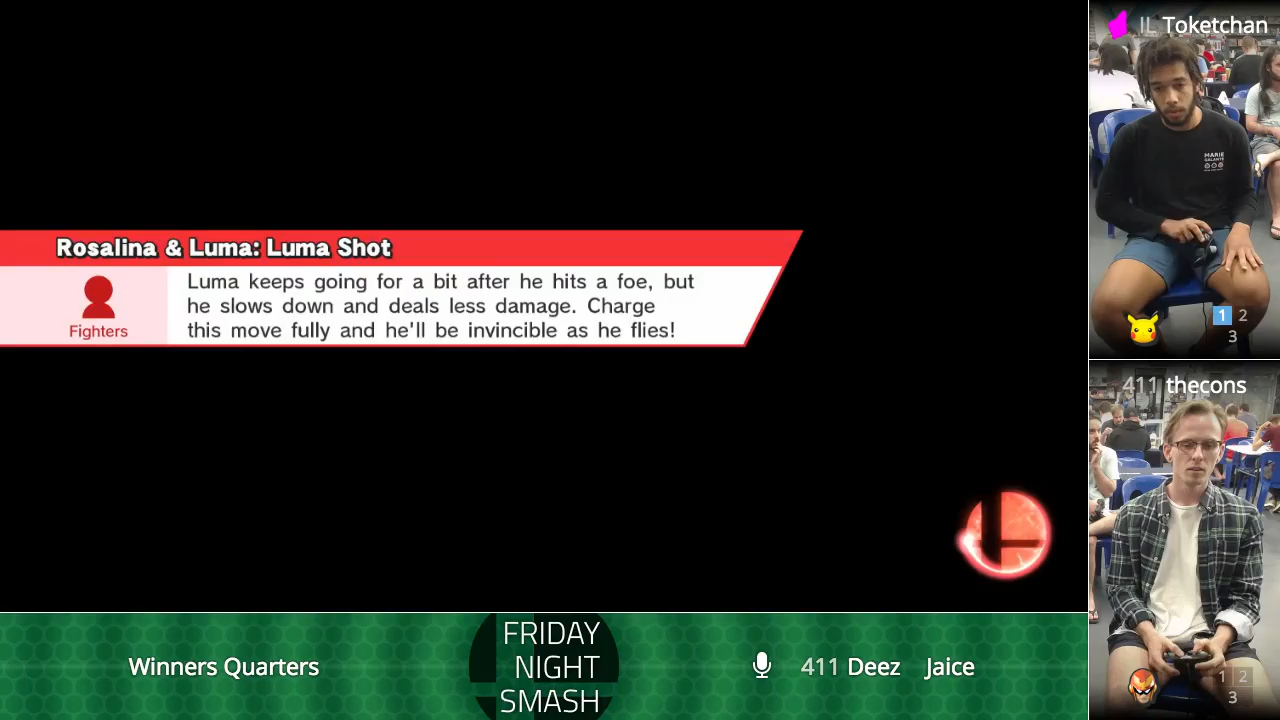 IL Toketchan
Rosalina & Luma: Luma Shot
Luma keeps going for a bit after he hits a foe, but
he slows down and deals less damage. Charge
this move fully and he'll be invincible as he flies!
Fighters
MARIE
1 2
3
411 thecons
1 2
3
Winners Quarters
FRIDAY
NIGHT
SMASH
411 Deez Jaice